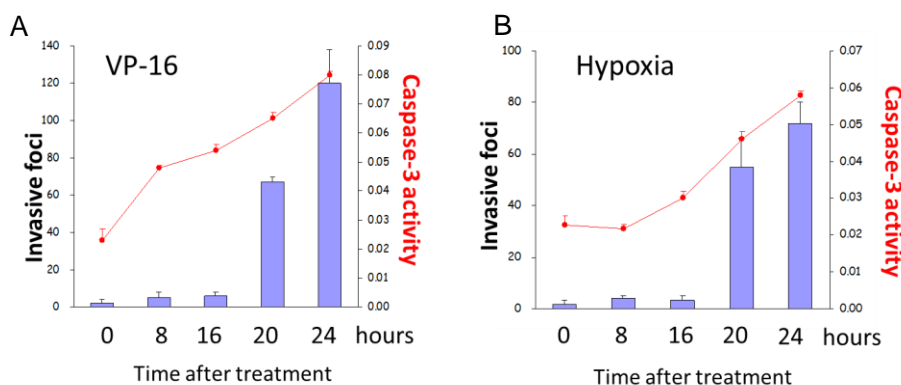 A
VP-16
Invasive foci
140
120
100
80
60
40
20
0
0.09
0.08
0.07
0.06
0.05
0.04
0.03
0.02
0.01
0.00
Caspase-3 activity
0 8 16 20 24 hours
Time after treatment
B
Hypoxia
Invasive foci
100
80
60
40
20
0
0.07
0.06
0.05
0.04
0.03
0.02
0.01
0.00
Caspase-3 activity
0 8 16 20 24 hours
Time after treatment